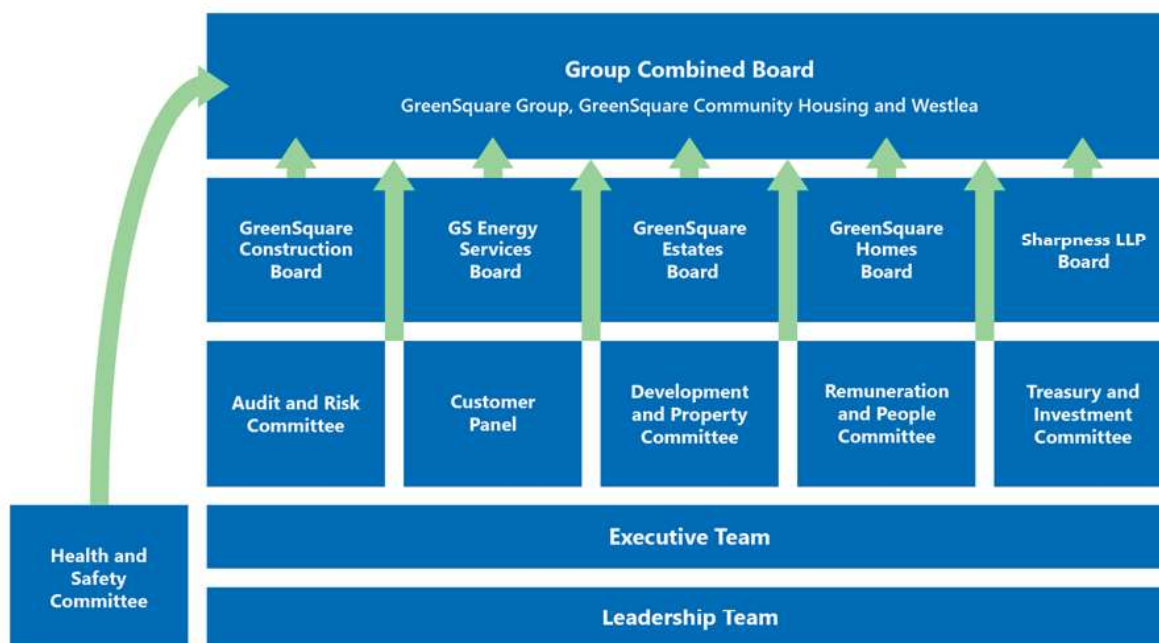 Group Combined Board
GreenSquare Group, GreenSquare Community Housing and Westlea
GreenSquare
Construction
Board
GS Energy
Services
Board
GreenSquare
Estates
Board
GreenSquare
Homes
Board
Sharpness LLP
Board
Audit and Risk
Committee
Customer
Panel
Development
and Property
Committee
Remuneration
and People
Committee
Treasury and
Investment
Committee
Health and
Safety
Committee
Executive Team
Leadership Team